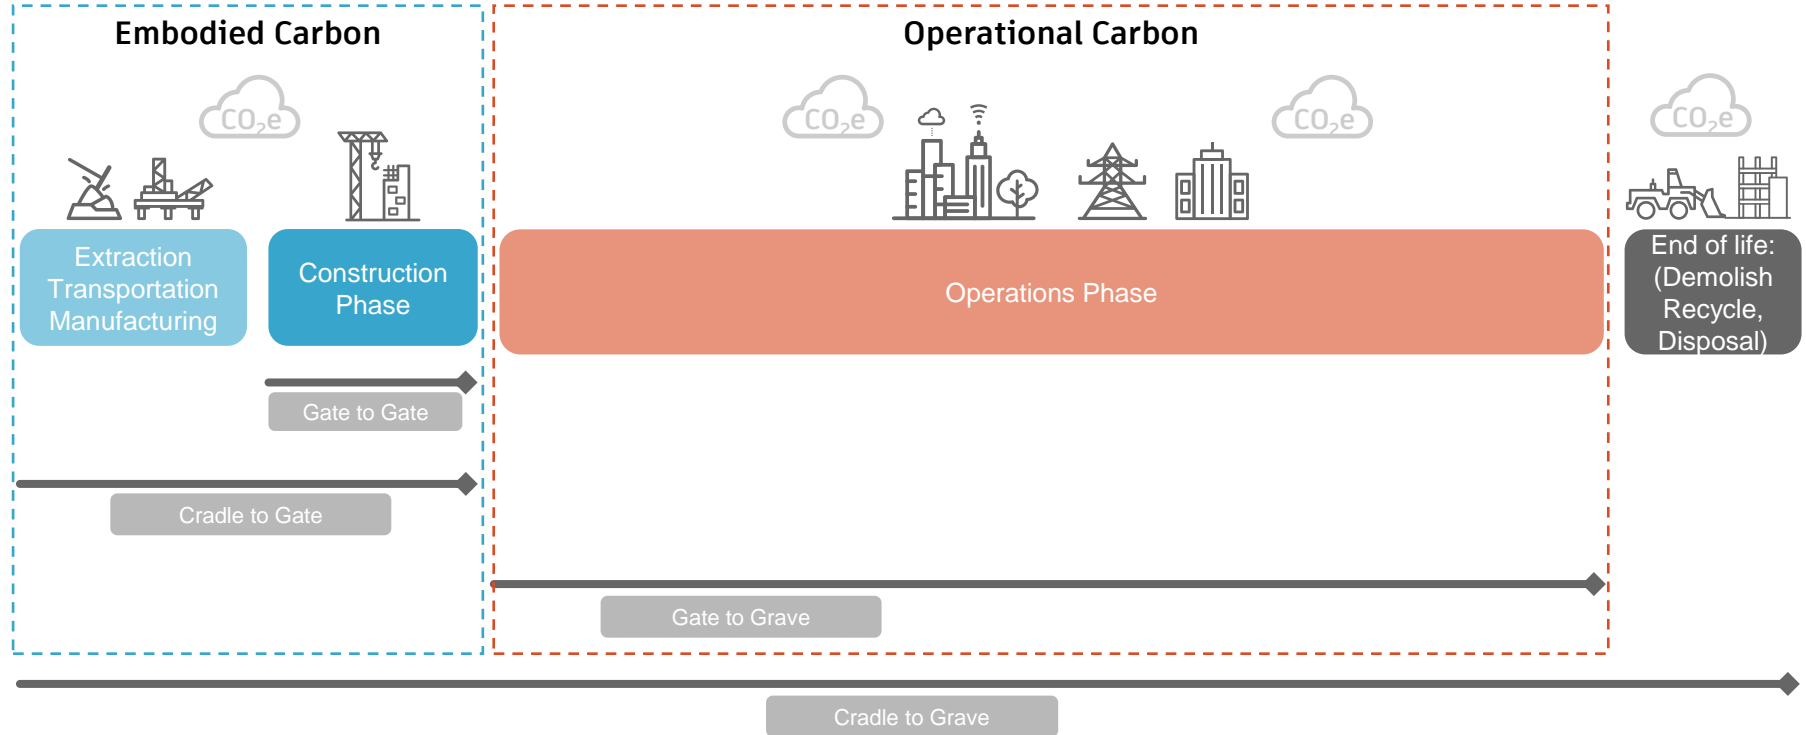 Embodied Carbon
Operational Carbon
CO₂e
CO₂e
CO₂e
CO₂e
Extraction
Transportation
Manufacturing
Construction
Phase
Operations Phase
End of life:
(Demolish
Recycle,
Disposal)
Gate to Gate
Cradle to Gate
Gate to Grave
Cradle to Grave